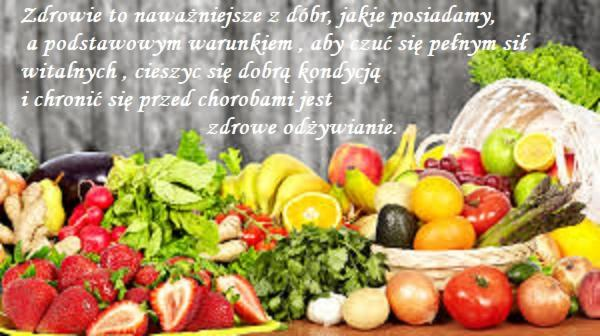 Zdrowie to naważniejsze z dóbr, jakie posiadamy,
a podstawowym warunkiem , aby czuć się pełnym sił
witalnych , cieszyc się dobrą kondycją
i chronić się przed chorobami jest
zdrowe odżywianie.